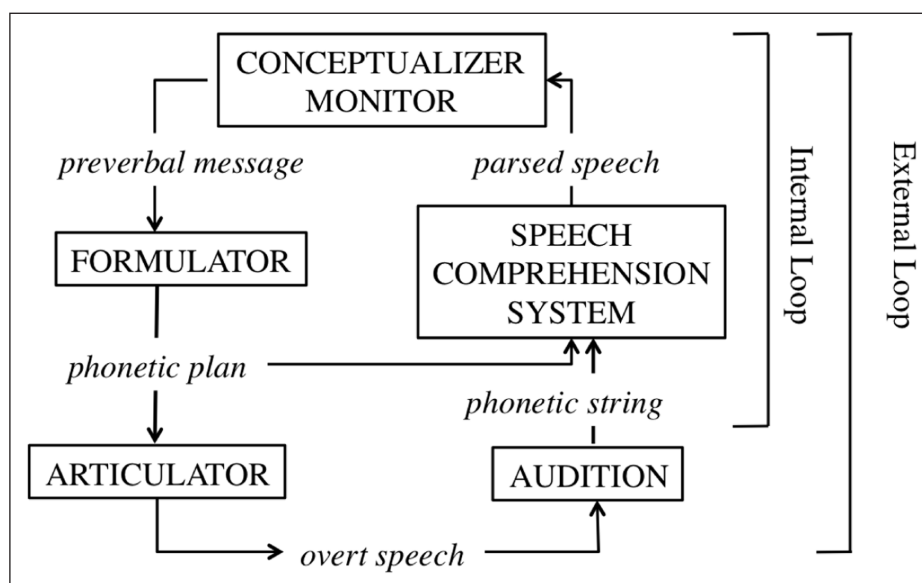 CONCEPTUALIZER
MONITOR
preverbal message
parsed speech
FORMULATOR
SPEECH
COMPREHENSION
SYSTEM
phonetic plan
phonetic string
ARTICULATOR
AUDITION
overt speech
Internal Loop
External Loop